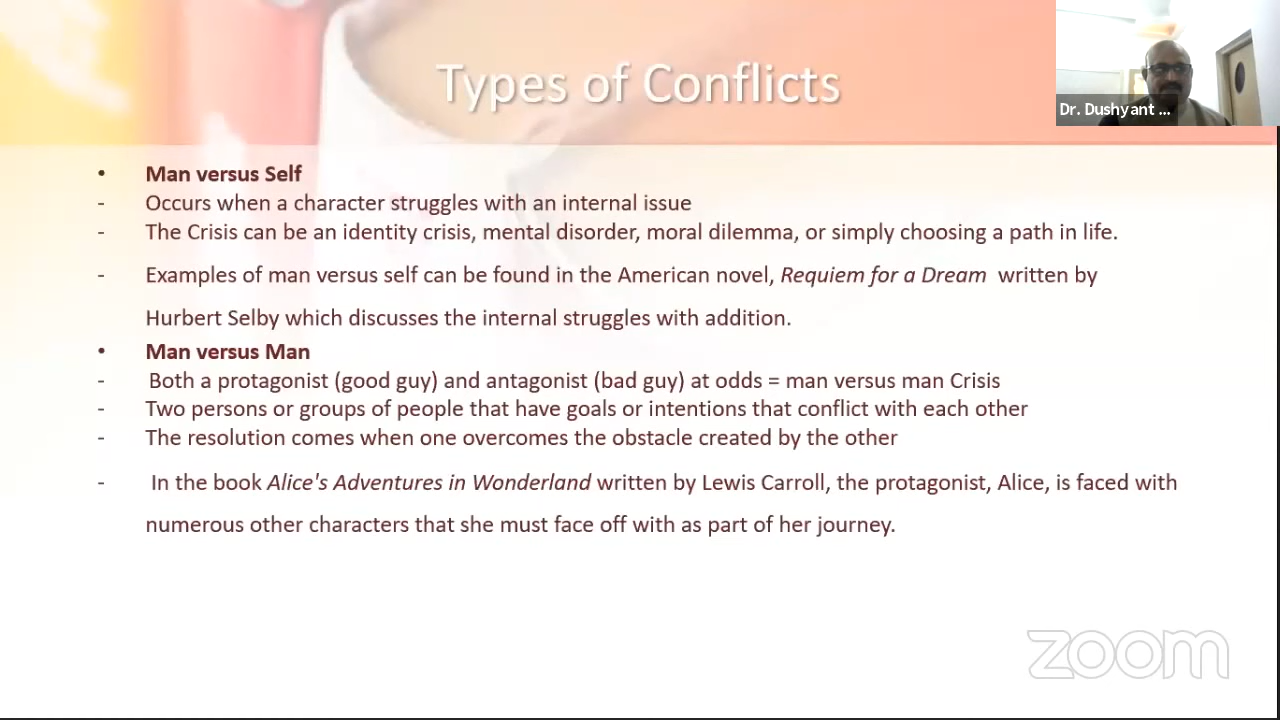 Types of Conflicts
Dr. Dushyant ...
• Man versus Self
- Occurs when a character struggles with an internal issue
- The Crisis can be an identity crisis, mental disorder, moral dilemma, or simply choosing a path in life.
- Examples of man versus self can be found in the American novel, Requiem for a Dream written by
Hurbert Selby which discusses the internal struggles with addition.
• Man versus Man
- Both a protagonist (good guy) and antagonist (bad guy) at odds = man versus man Crisis
- Two persons or groups of people that have goals or intentions that conflict with each other
- The resolution comes when one overcomes the obstacle created by the other
- In the book Alice's Adventures in Wonderland written by Lewis Carroll, the protagonist, Alice, is faced with
numerous other characters that she must face off with as part of her journey.
zoom